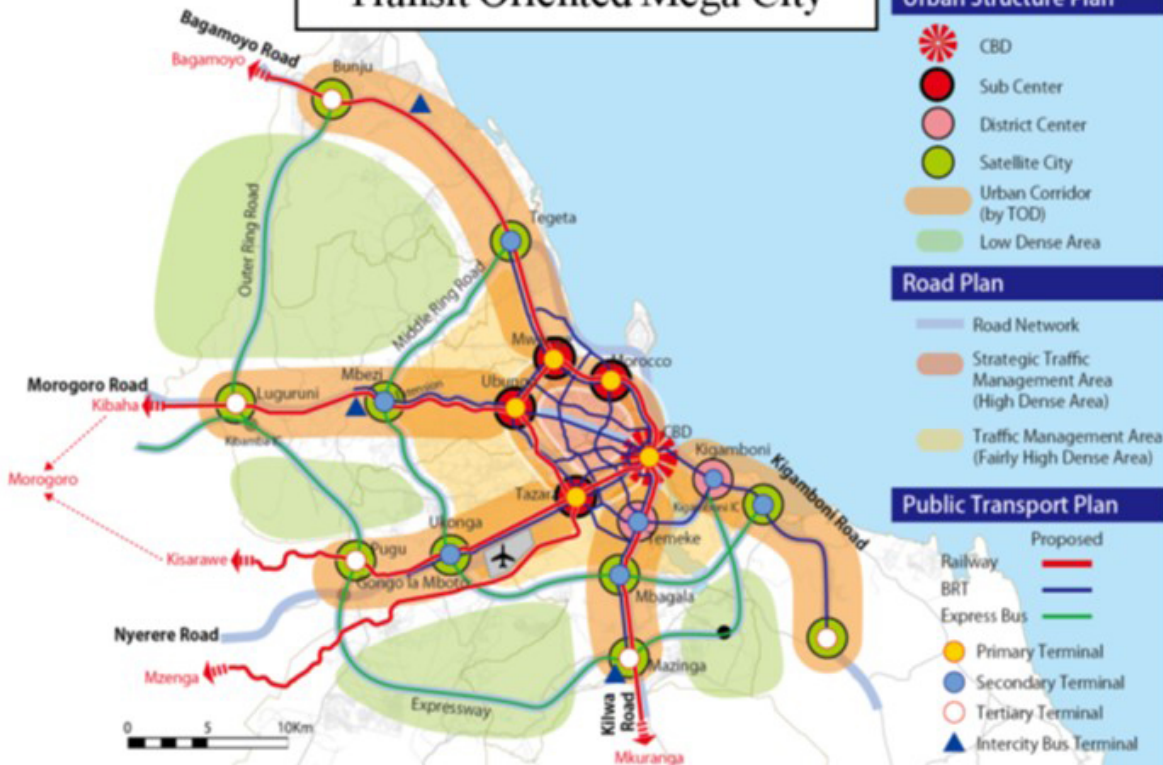 Transit Oriented Mega City
Urban Structure Plan
CBD
Sub Center
District Center
Satellite City
Urban Corridor
(by TOD)
Low Dense Area
Road Plan
Road Network
Strategic Traffic
Management Area
(High Dense Area)
Traffic Management Area
(Fairly High Dense Area)
Public Transport Plan
Proposed
Railway
BRT
Express Bus
Primary Terminal
Secondary Terminal
Tertiary Terminal
Intercity Bus Terminal
Bagamoyo Road
Bagamoyo
Bunju
Outer Ring Road
Tegeta
Middle Ring Road
Morocco
Morogoro Road
Kibaha
Luguruni
Mbezi
Ubungo
Kibamba IC
CBD
Kigamboni
Kigamboni Road
Kigamboni IC
Morogoro
Tazara
Ukonga
Temeke
Kisarawe
Pugu
Gongo la Mboto
Mbagala
Nyerere Road
Mzenga
Mazinga
Expressway
Kilwa
Road
Mkuranga
0 5 10Km